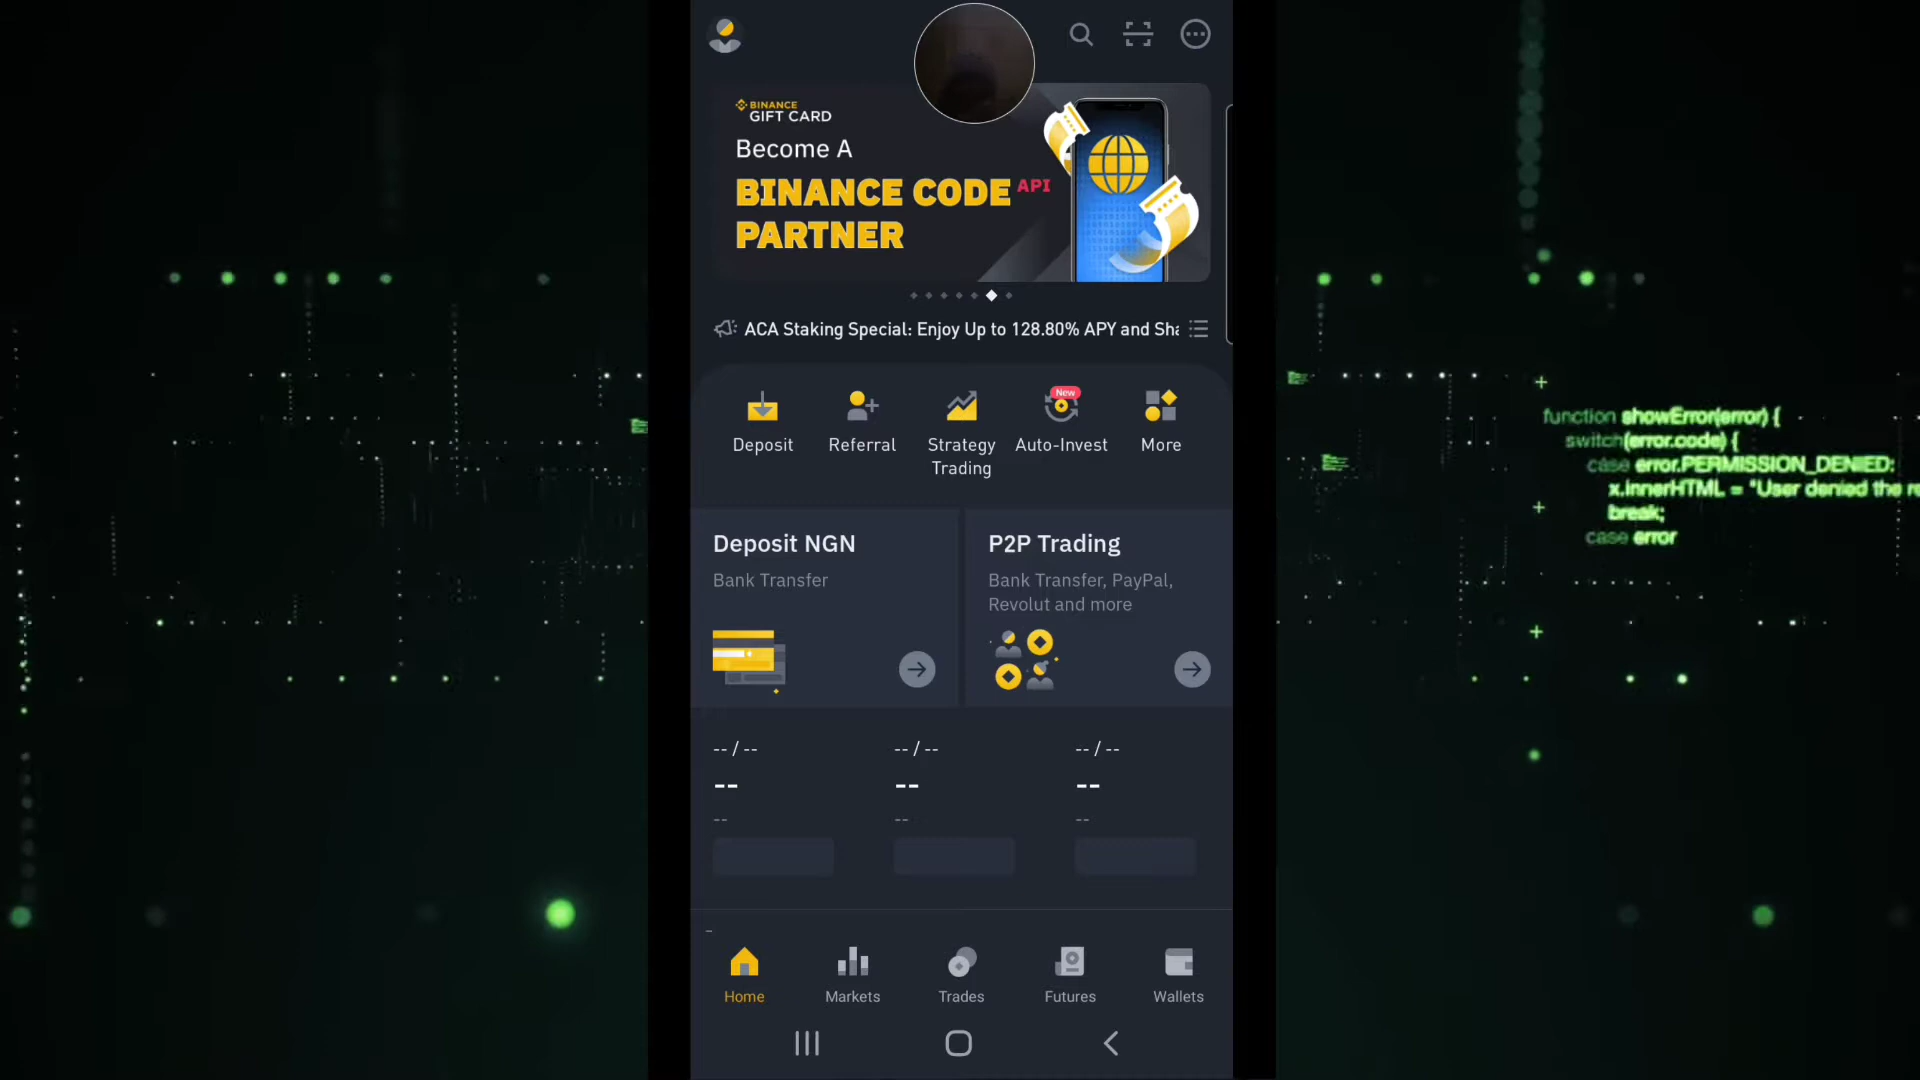 BINANCE
GIFT CARD
Become A
BINANCE CODE API
PARTNER
ACA Staking Special: Enjoy Up to 128.80% APY and Sha
Deposit
Referral
Strategy
Trading
New
Auto-Invest
More
Deposit NGN
Bank Transfer
P2P Trading
Bank Transfer, PayPal,
Revolut and more
-- / --
--
--
-- / --
--
--
-- / --
--
--
Home
Markets
Trades
Futures
Wallets
function showError(error) {
switch(error.code) {
case error.PERMISSION_DENIED:
x.innerHTML = "User denied the re
break;
case error